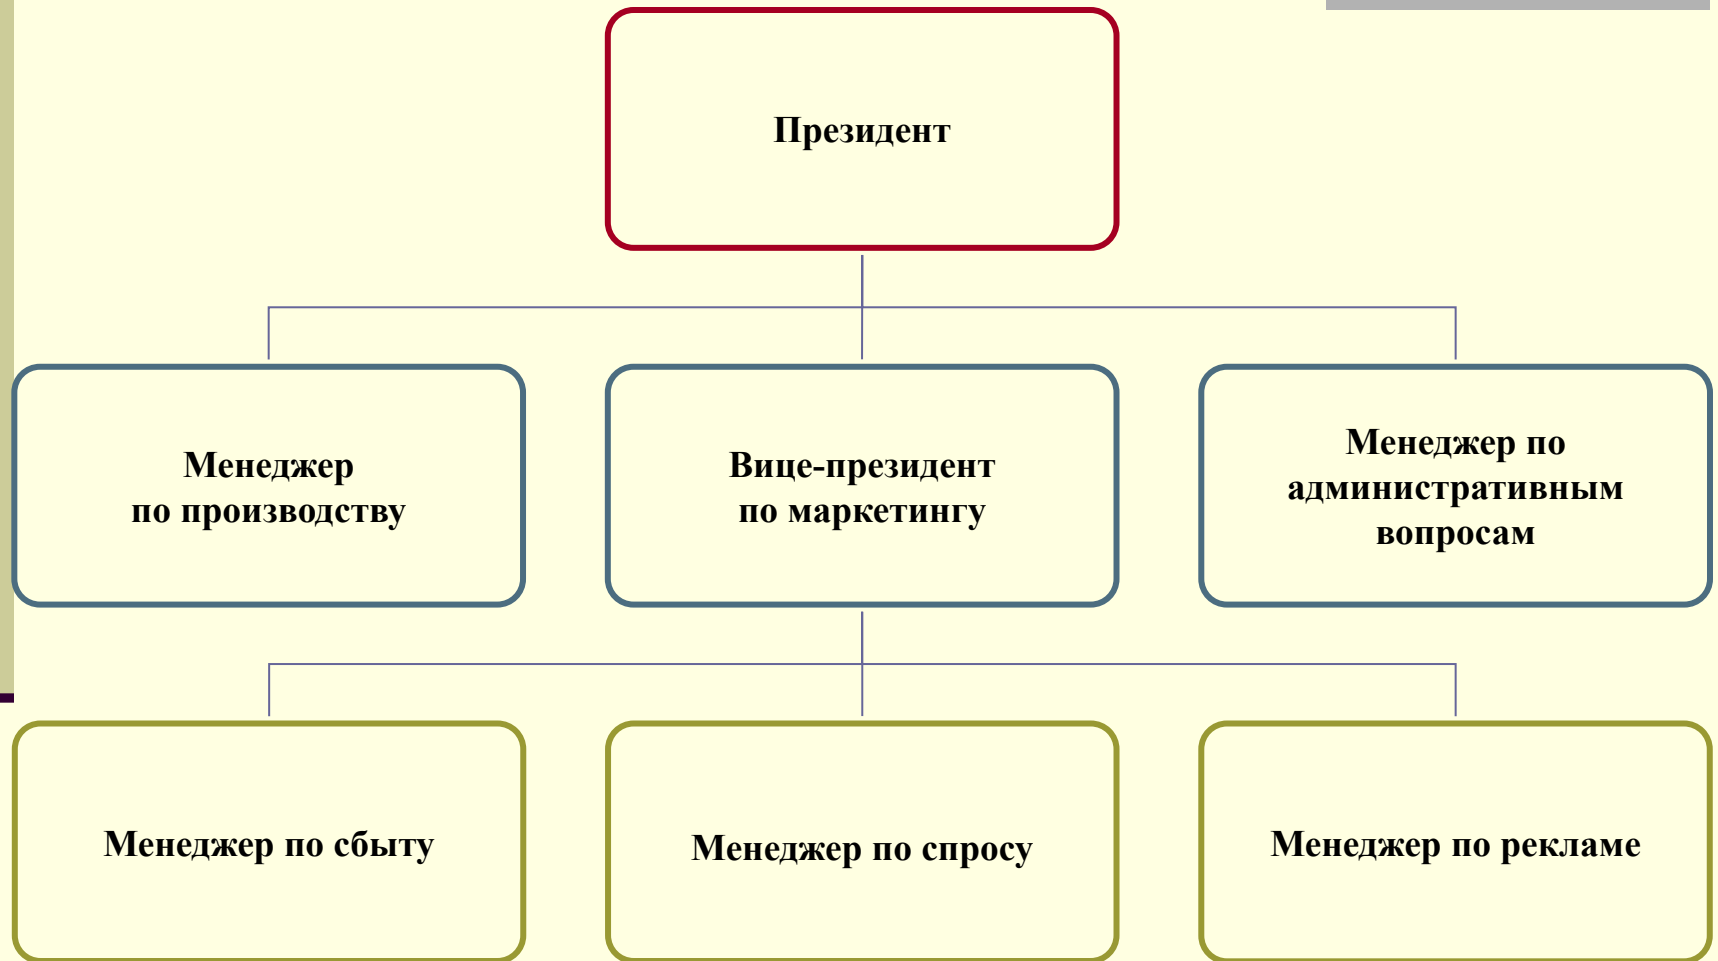 Президент
Менеджер
по производству
Вице-президент
по маркетингу
Менеджер по
административным
вопросам
Менеджер по сбыту
Менеджер по спросу
Менеджер по рекламе